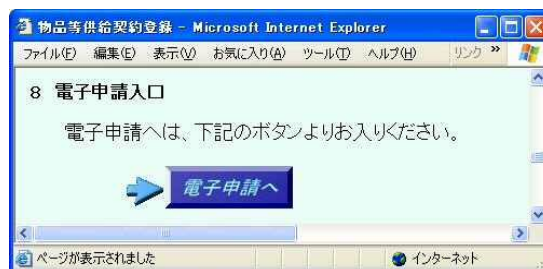 物品等供給契約登録 - Microsoft Internet Explorer
ファイル(F) 編集(E) 表示(V) お気に入り(A) ツール(T) ヘルプ(H) リンク »
8 電子申請入口
電子申請へは、下記のボタンよりお入りください。
電子申請へ
ページが表示されました インターネット